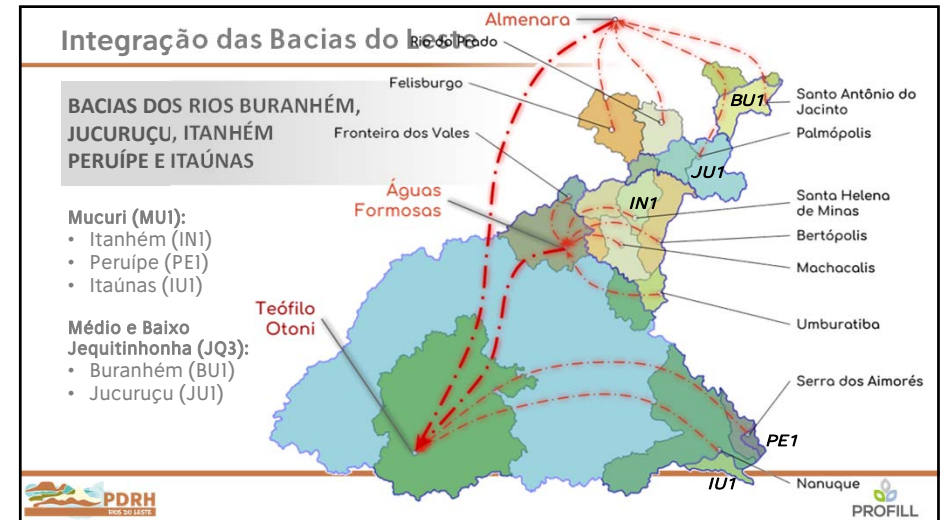 Integração das Bacias do Leste
BACIAS DOS RIOS BURANHÉM,
JUCURUÇU, ITANHÉM
PERUÍPE E ITAÚNAS
Mucuri (MU1):
• Itanhém (IN1)
• Peruípe (PE1)
• Itaúnas (IU1)
Médio e Baixo
Jequitinhonha (JQ3):
• Buranhém (BU1)
• Jucuruçu (JU1)
Almenara
Rio do Prado
Felisburgo
Fronteira dos Vales
Águas
Formosas
Teófilo
Otoni
BU1
JU1
IN1
PE1
IU1
Santo Antônio do
Jacinto
Palmópolis
Santa Helena
de Minas
Bertópolis
Machacalis
Umburatiba
Serra dos Aimorés
Nanuque
PDRH
RIOS DO LESTE
PROFILL